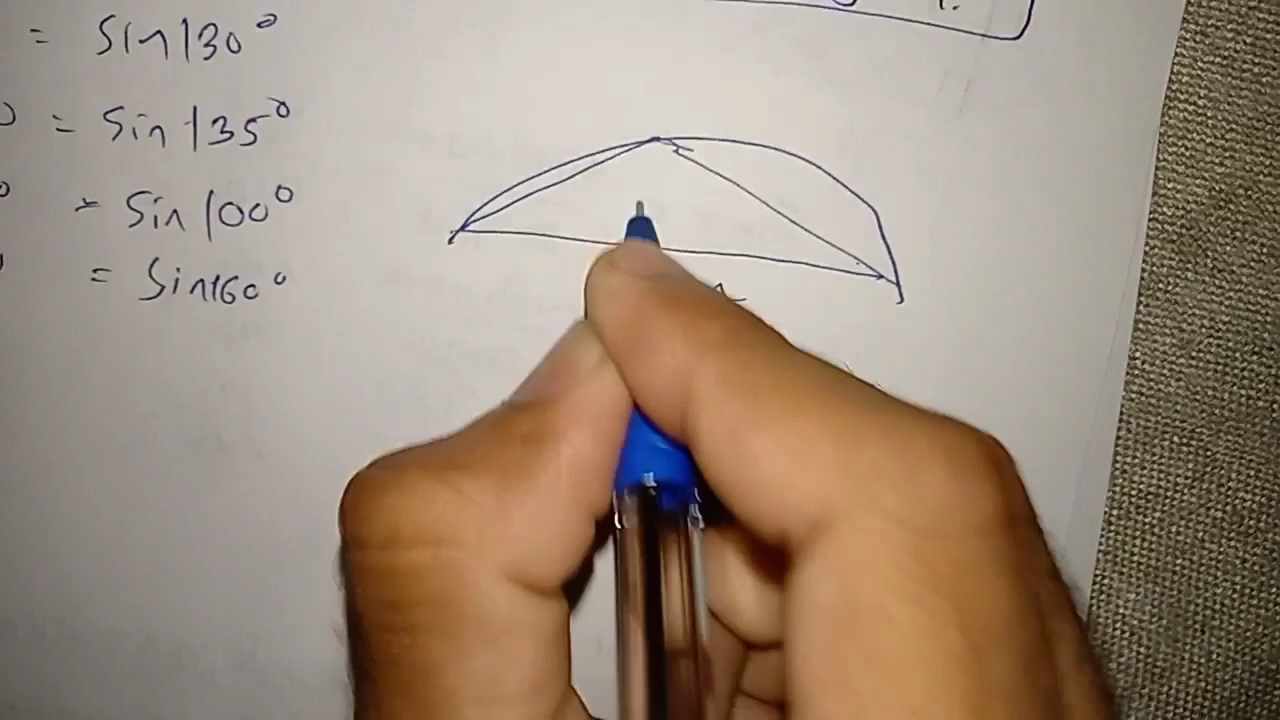 = Sin 130°
° = Sin 135°
° = Sin 100°
= Sin 160°